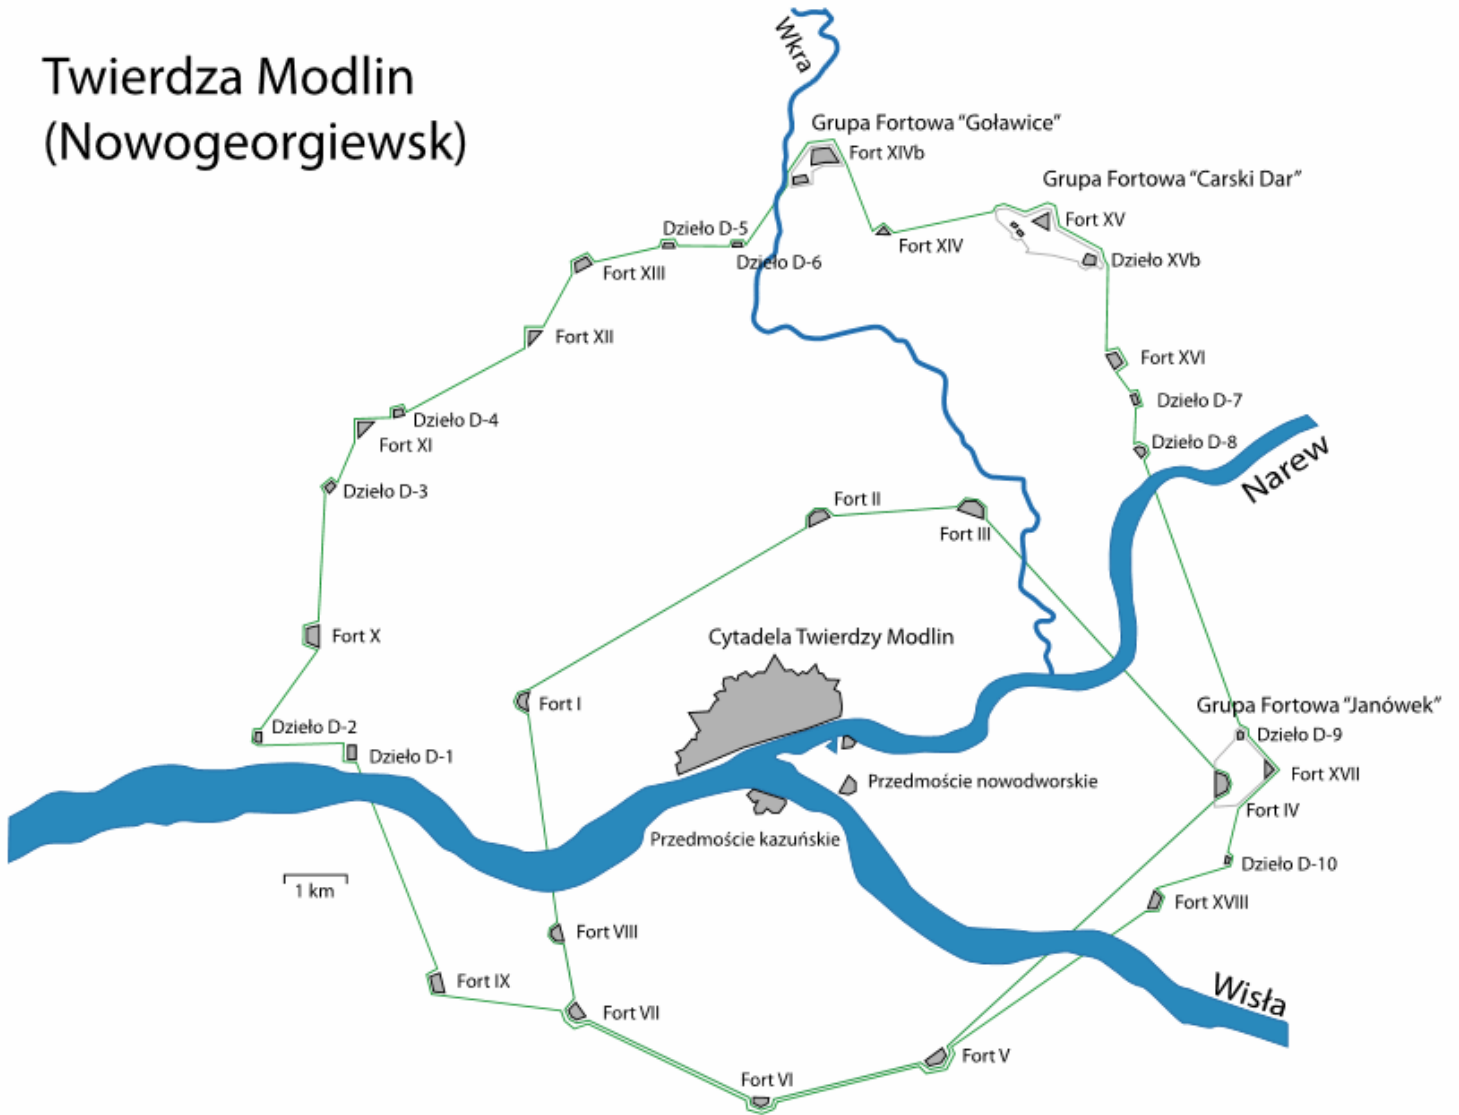 Twierdza Modlin
(Nowogeorgiewsk)
Wkra
Grupa Fortowa "Goławice"
Fort XIVb
Grupa Fortowa "Carski Dar"
Fort XV
Dzieło D-5
Fort XIV
Dzieło D-6
Dzieło XVb
Fort XIII
Fort XII
Fort XVI
Dzieło D-7
Dzieło D-4
Fort XI
Dzieło D-8
Narew
Dzieło D-3
Fort II
Fort III
Fort X
Cytadela Twierdzy Modlin
Fort I
Grupa Fortowa "Janówek"
Dzieło D-2
Dzieło D-9
Dzieło D-1
Fort XVII
Przedmoście nowodworskie
Fort IV
Przedmoście kazuńskie
Dzieło D-10
1 km
Fort XVIII
Fort VIII
Fort IX
Wisła
Fort VII
Fort V
Fort VI